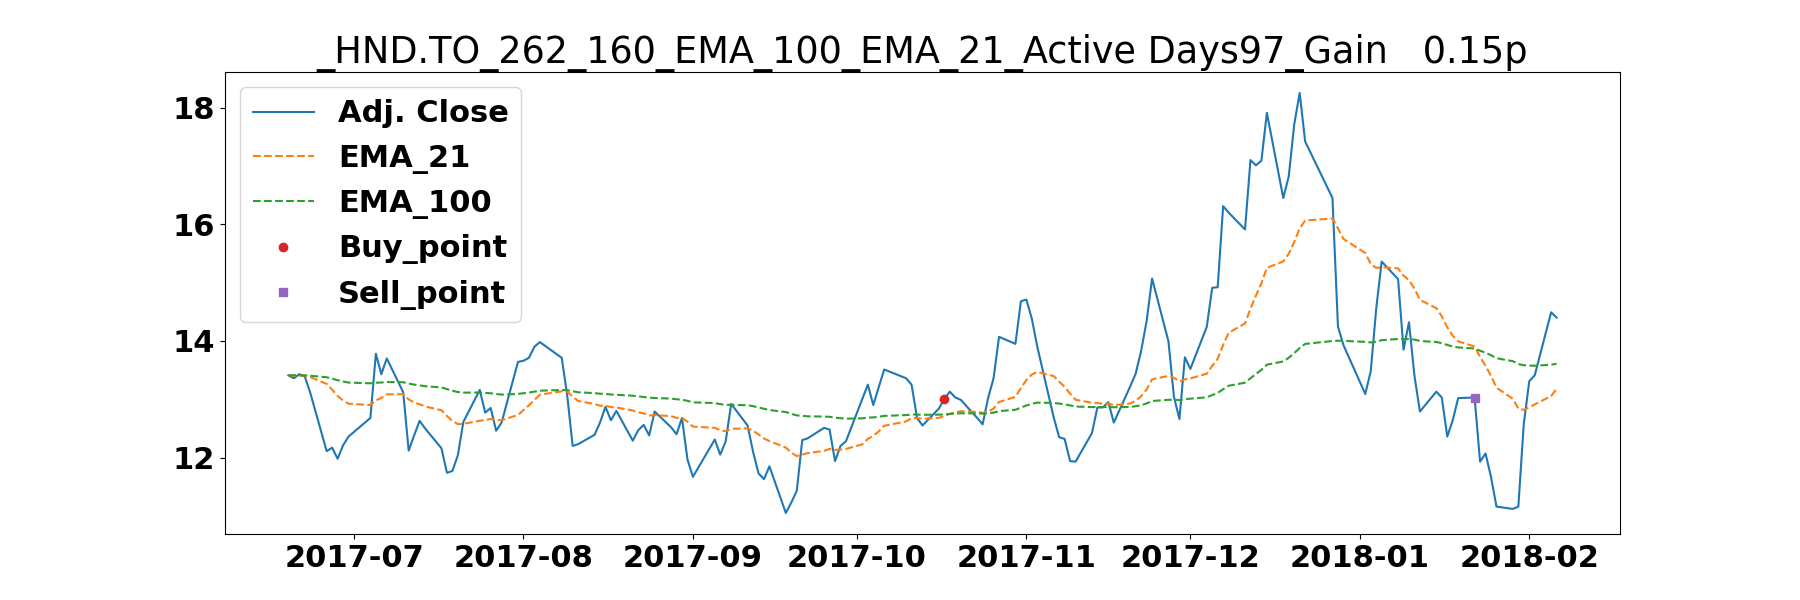 _HND.TO_262_160_EMA_100_EMA_21_Active Days97_Gain   0.15p
18
16
14
12
Adj. Close
EMA_21
EMA_100
Buy_point
Sell_point
2017-07 2017-08 2017-09 2017-10 2017-11 2017-12 2018-01 2018-02